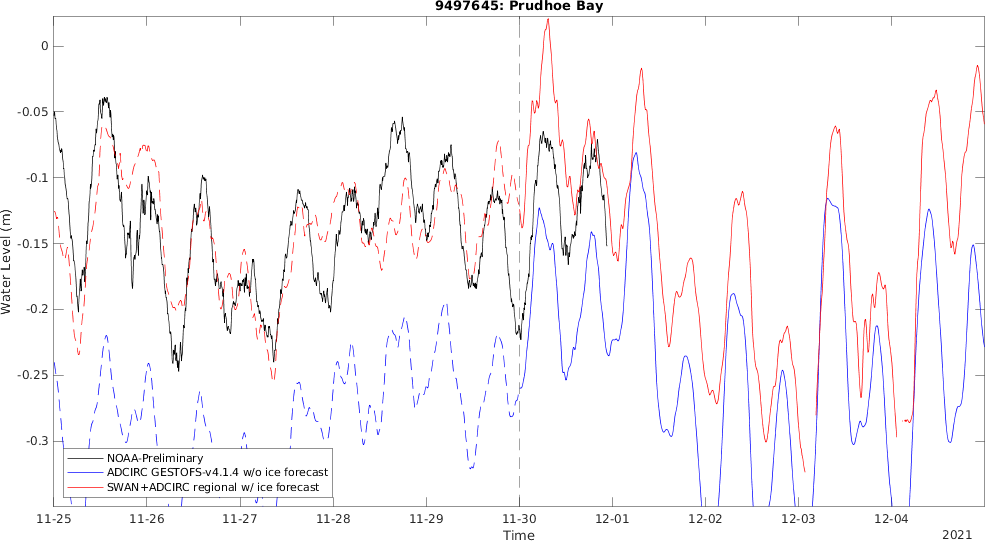 9497645: Prudhoe Bay
0
-0.05
-0.1
-0.15
-0.2
-0.25
-0.3
Water Level (m)
NOAA-Preliminary
ADCIRC GESTOFS-v4.1.4 w/o ice forecast
SWAN+ADCIRC regional w/ ice forecast
11-25 11-26 11-27 11-28 11-29 11-30 12-01 12-02 12-03 12-04
Time
2021